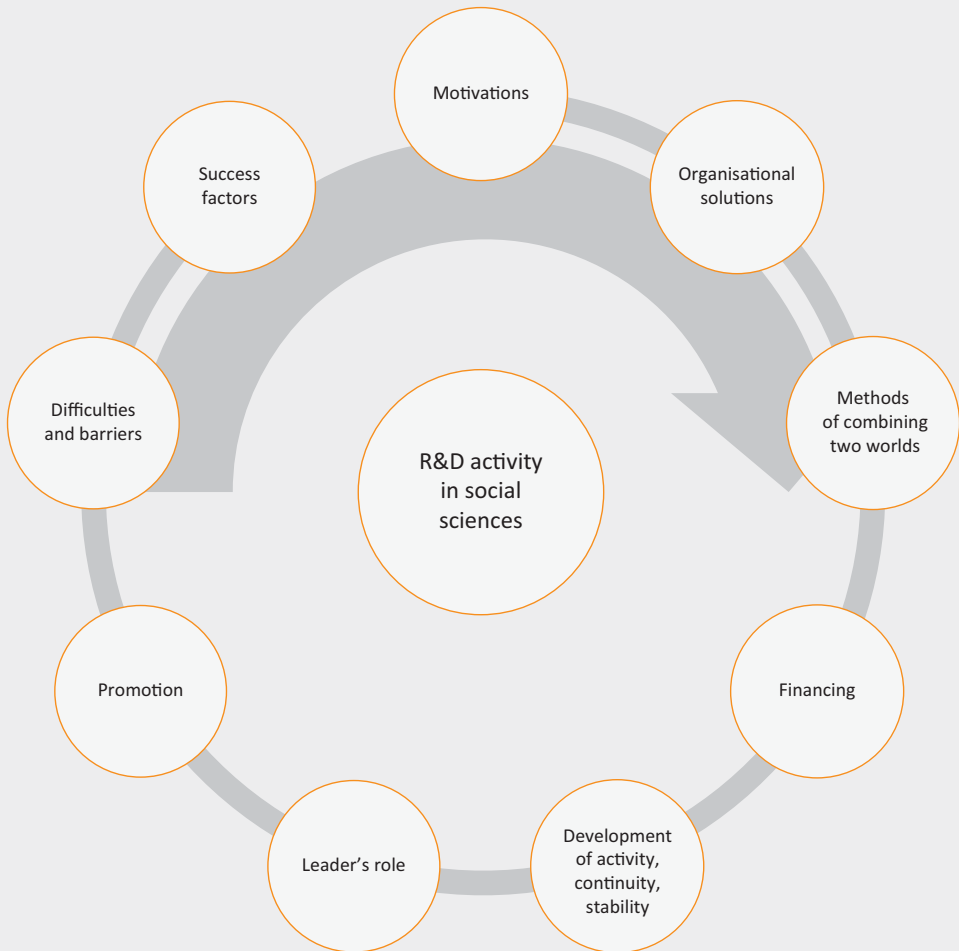 Motivations
Organisational
solutions
Methods
of combining
two worlds
Financing
Development
of activity,
continuity,
stability
Leader’s role
Promotion
Difficulties
and barriers
Success
factors
R&D activity
in social
sciences